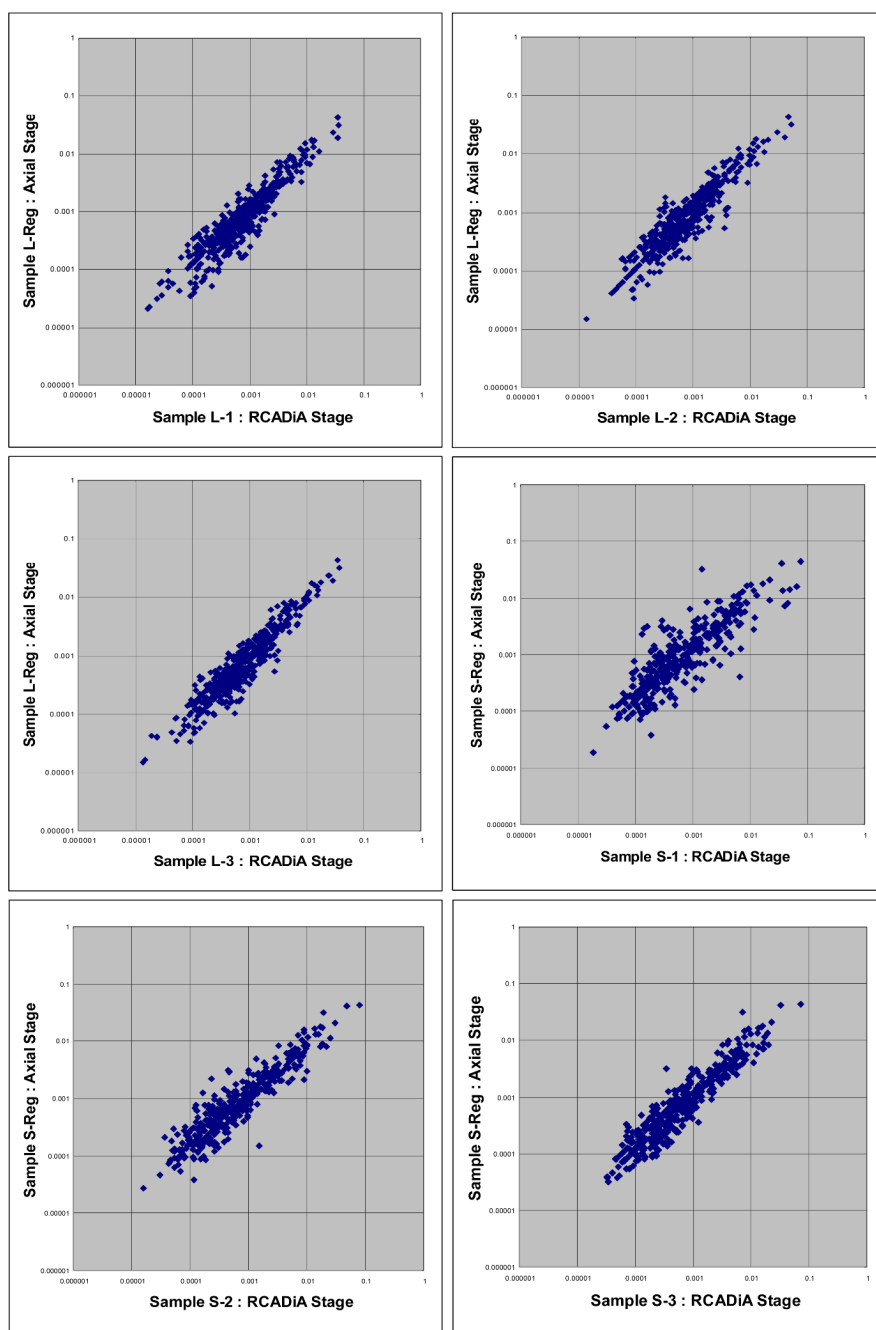 1
0.1
0.01
0.001
0.0001
0.00001
0.000001
0.000001 0.00001 0.0001 0.001 0.01 0.1 1
Sample L-Reg : Axial Stage
Sample L-1 : RCADiA Stage
1
0.1
0.01
0.001
0.0001
0.00001
0.000001
0.000001 0.00001 0.0001 0.001 0.01 0.1 1
Sample L-Reg : Axial Stage
Sample L-2 : RCADiA Stage
1
0.1
0.01
0.001
0.0001
0.00001
0.000001
0.000001 0.00001 0.0001 0.001 0.01 0.1 1
Sample L-Reg : Axial Stage
Sample L-3 : RCADiA Stage
1
0.1
0.01
0.001
0.0001
0.00001
0.000001
0.000001 0.00001 0.0001 0.001 0.01 0.1 1
Sample S-Reg : Axial Stage
Sample S-1 : RCADiA Stage
1
0.1
0.01
0.001
0.0001
0.00001
0.000001
0.000001 0.00001 0.0001 0.001 0.01 0.1 1
Sample S-Reg : Axial Stage
Sample S-2 : RCADiA Stage
1
0.1
0.01
0.001
0.0001
0.00001
0.000001
0.000001 0.00001 0.0001 0.001 0.01 0.1 1
Sample S-Reg : Axial Stage
Sample S-3 : RCADiA Stage